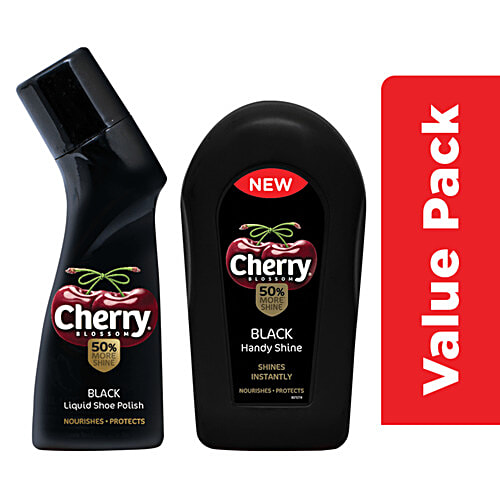 Cherry
BLOSSOM
50%
MORE
SHINE
BLACK
Liquid Shoe Polish
NOURISHES • PROTECTS
NEW
Cherry
BLOSSOM
50%
MORE
SHINE
BLACK
Handy Shine
SHINES
INSTANTLY
NOURISHES • PROTECTS
Value Pack